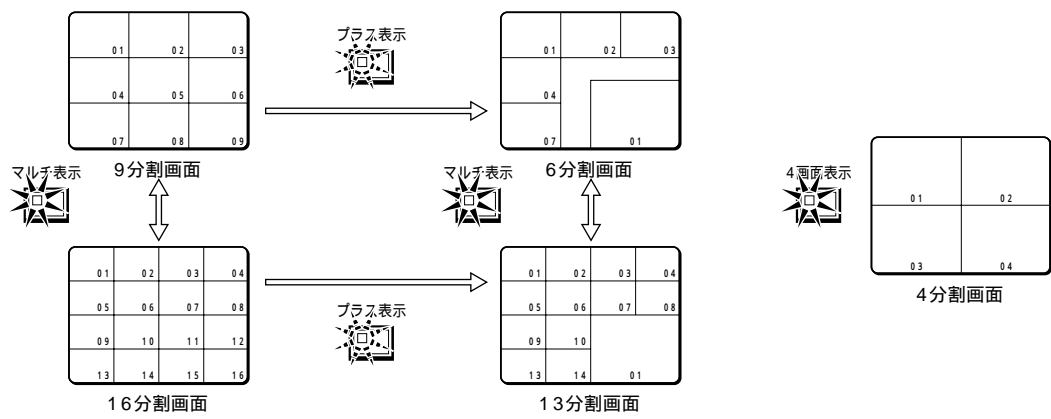 01 02 03
04 05 06
07 08 09
9分割画面
プラス表示
01 02 03
04
07 01
6分割画面
マルチ表示
マルチ表示
01 02 03 04
05 06 07 08
09 10 11 12
13 14 15 16
16分割画面
プラス表示
01 02 03 04
05 06 07 08
09 10
13 14 01
13分割画面
4画面表示
01 02
03 04
4分割画面